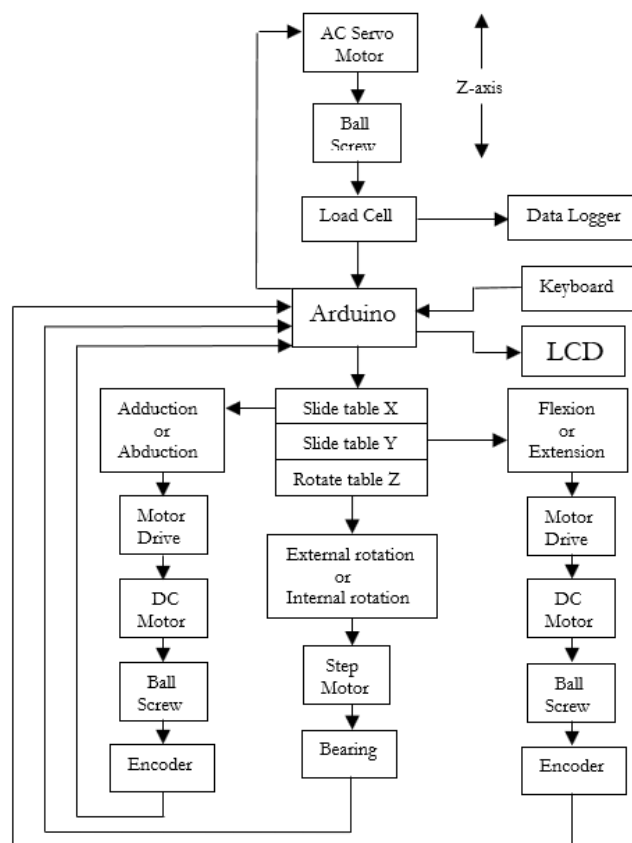 AC Servo
Motor
Z-axis
Ball
Screw
Load Cell
Data Logger
Keyboard
Arduino
LCD
Adduction
or
Abduction
Slide table X
Slide table Y
Rotate table Z
Flexion
or
Extension
Motor
Drive
External rotation
or
Internal rotation
Motor
Drive
DC
Motor
Step
Motor
DC
Motor
Ball
Screw
Ball
Screw
Encoder
Bearing
Encoder